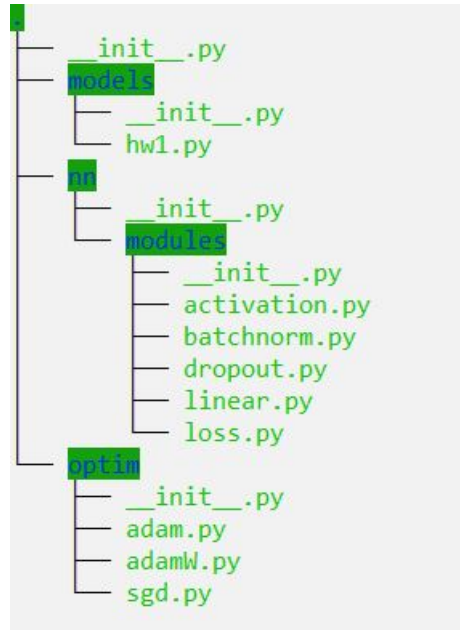 .
├── __init__.py
├── models
│   ├── __init__.py
│   └── hw1.py
├── nn
│   ├── __init__.py
│   └── modules
│       ├── __init__.py
│       ├── activation.py
│       ├── batchnorm.py
│       ├── dropout.py
│       ├── linear.py
│       └── loss.py
└── optim
    ├── __init__.py
    ├── adam.py
    ├── adamW.py
    └── sgd.py